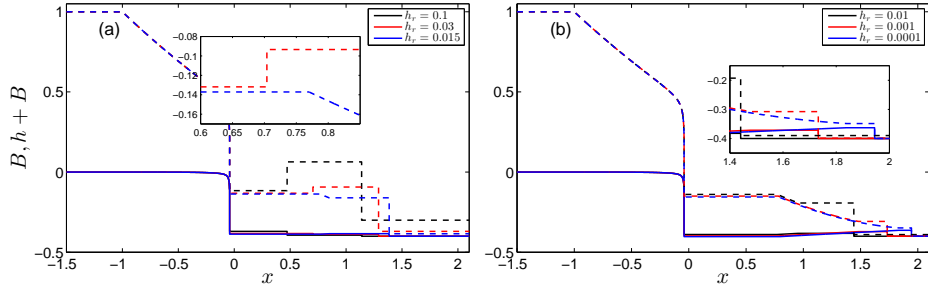 (a)
h_r = 0.1
h_r = 0.03
h_r = 0.015
B, h + B
1
0.5
0
−0.5
−0.08
−0.1
−0.12
−0.14
−0.16
0.6 0.65 0.7 0.75 0.8
−1.5 −1 −0.5 0 0.5 1 1.5 2
x
(b)
h_r = 0.01
h_r = 0.001
h_r = 0.0001
1
0.5
0
−0.5
−0.2
−0.3
−0.4
1.4 1.6 1.8 2
−1.5 −1 −0.5 0 0.5 1 1.5 2
x